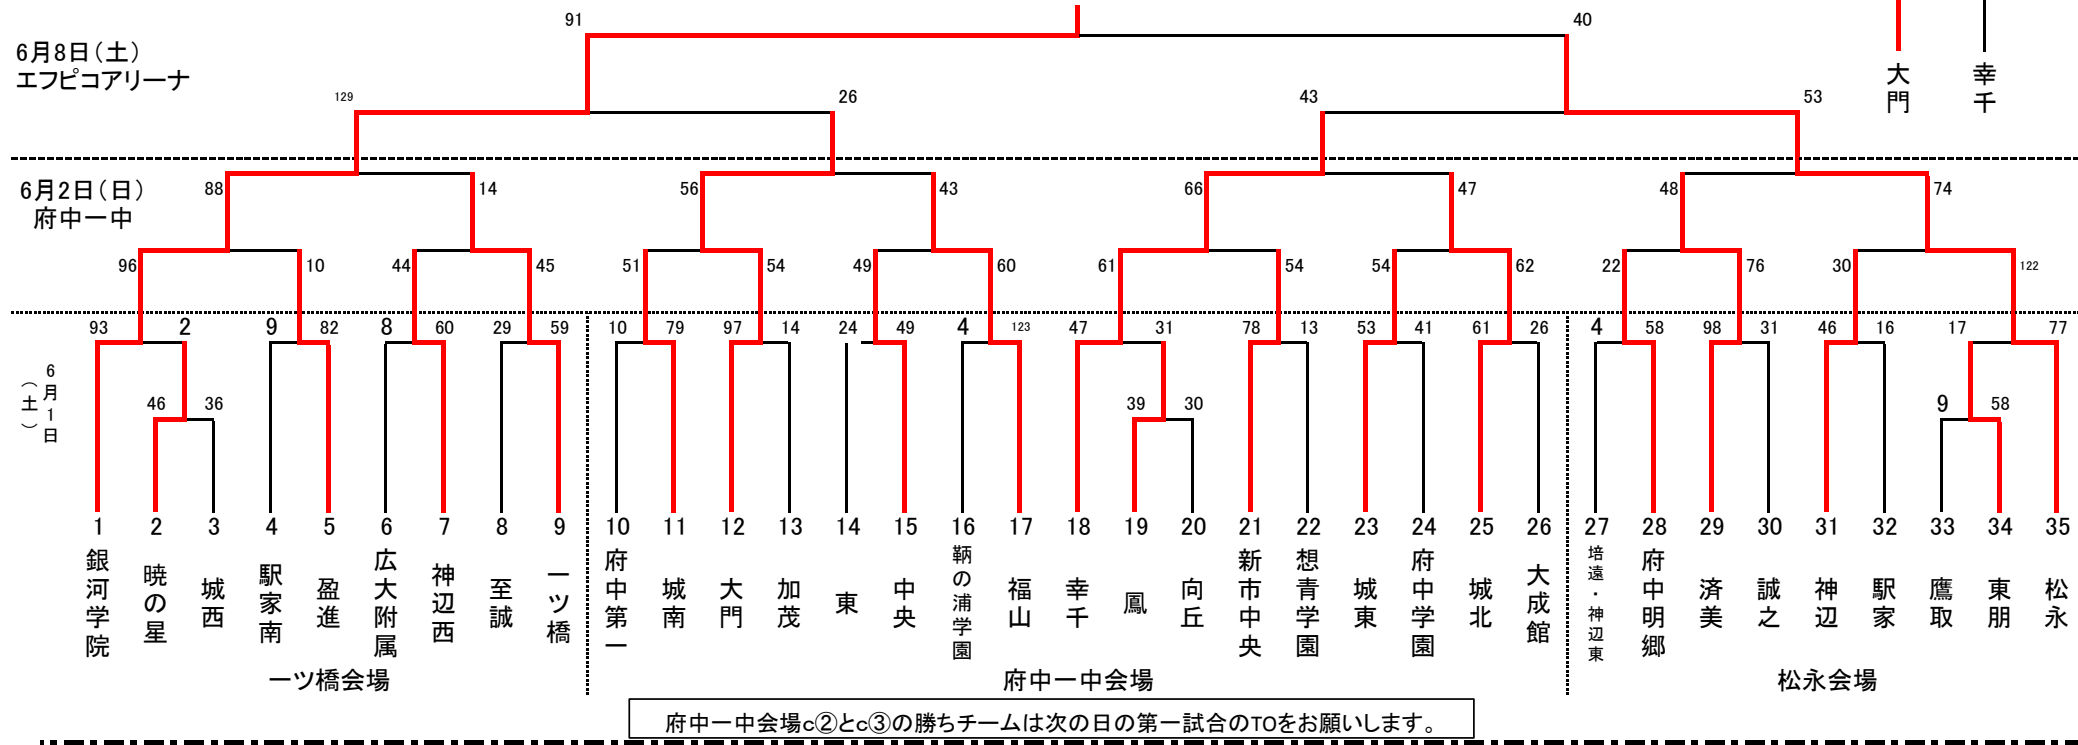 91 40
6月8日(土)
エフピコアリーナ
大門 幸千
129 26 43 53
6月2日(日)
府中一中
88 14 56 43 66 47 48 74
96 10 44 45 51 54 49 60 61 54 54 62 22 76 30 122
93 2 9 82 8 60 29 59 10 79 97 14 24 49 4 123 47 31 78 13 53 41 61 26 4 58 98 31 46 16 17 77
6月1日
(土)
46 36 39 30 9 58
1 2 3 4 5 6 7 8 9 10 11 12 13 14 15 16 17 18 19 20 21 22 23 24 25 26 27 28 29 30 31 32 33 34 35
銀河学院
暁の星
城西
駅家南
盈進
広大附属
神辺西
至誠
一ツ橋
府中第一
城南
大門
加茂
東
中央
鞆の浦学園
福山
幸千
鳳
向丘
新市中央
想青学園
城東
府中学園
城北
大成館
培遠・神辺東
府中明郷
済美
誠之
神辺
駅家
鷹取
東朋
松永
一ツ橋会場 府中一中会場 松永会場
府中一中会場c②とc③の勝ちチームは次の日の第一試合のTOをお願いします。